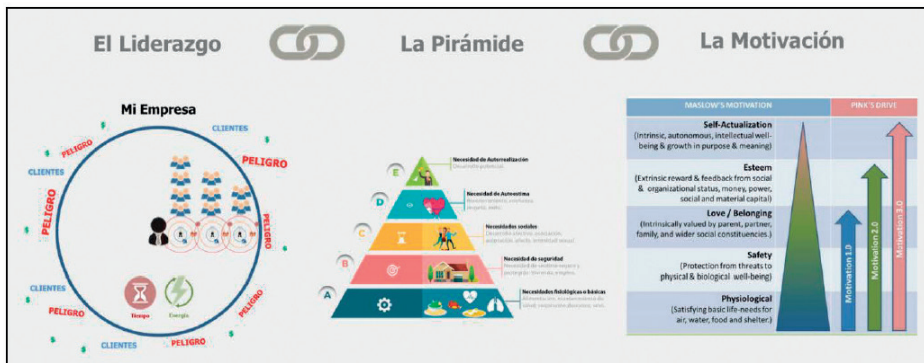 El Liderazgo
La Pirámide
La Motivación
Mi Empresa
CLIENTES
PELIGRO
PELIGRO
CLIENTES
PELIGRO
PELIGRO
CLIENTES
PELIGRO
PELIGRO
CLIENTES
PELIGRO
Tiempo
Energía
E
Necesidad de Autorrealización
D
Necesidad de Autoestima
C
Necesidades sociales
B
Necesidad de seguridad
A
Necesidades fisiológicas o básicas
MASLOW'S MOTIVATION
PINK'S DRIVE
Self-Actualization
(Intrinsic, autonomous, intellectual well-
being & growth in purpose & meaning)
Esteem
(Extrinsic reward & feedback from social
& organizational status, money, power,
social and material capital)
Love / Belonging
(Intrinsically valued by parent, partner,
family, and wider social constituencies.)
Safety
(Protection from threats to
physical & biological well-being)
Physiological
(Satisfying basic life-needs for
air, water, food and shelter.)
Motivation 1.0
Motivation 2.0
Motivation 3.0